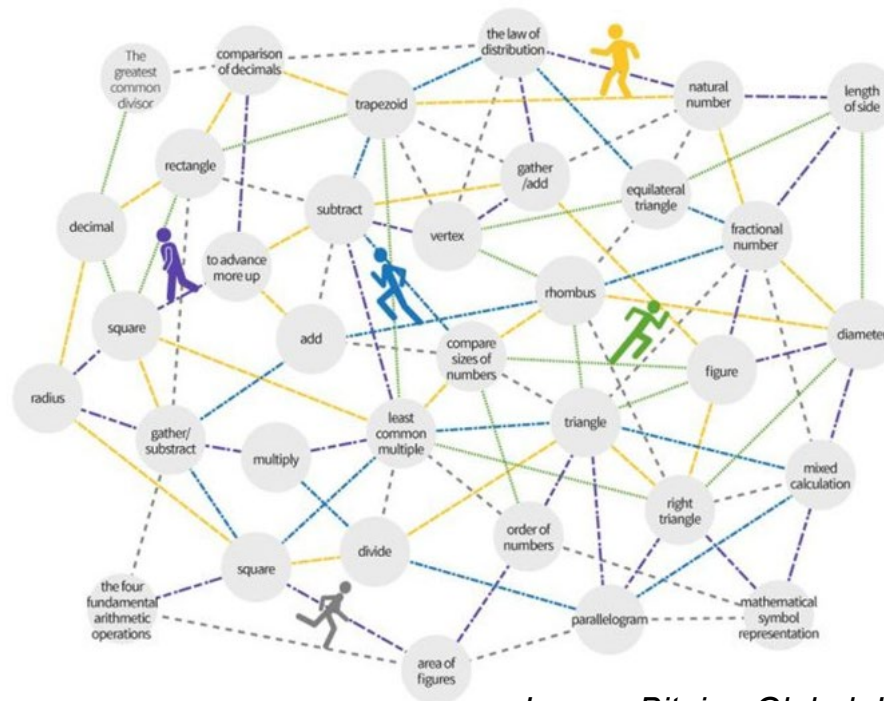 the law of
distribution
The
greatest
common
divisor
comparison
of decimals
trapezoid
natural
number
length
of side
rectangle
gather
/add
equilateral
triangle
subtract
decimal
vertex
fractional
number
to advance
more up
rhombus
square
add
compare
sizes of
numbers
figure
diameter
radius
gather/
substract
multiply
least
common
multiple
triangle
mixed
calculation
right
triangle
order of
numbers
square
divide
the four
fundamental
arithmetic
operations
parallelogram
mathematical
symbol
representation
area of
figures